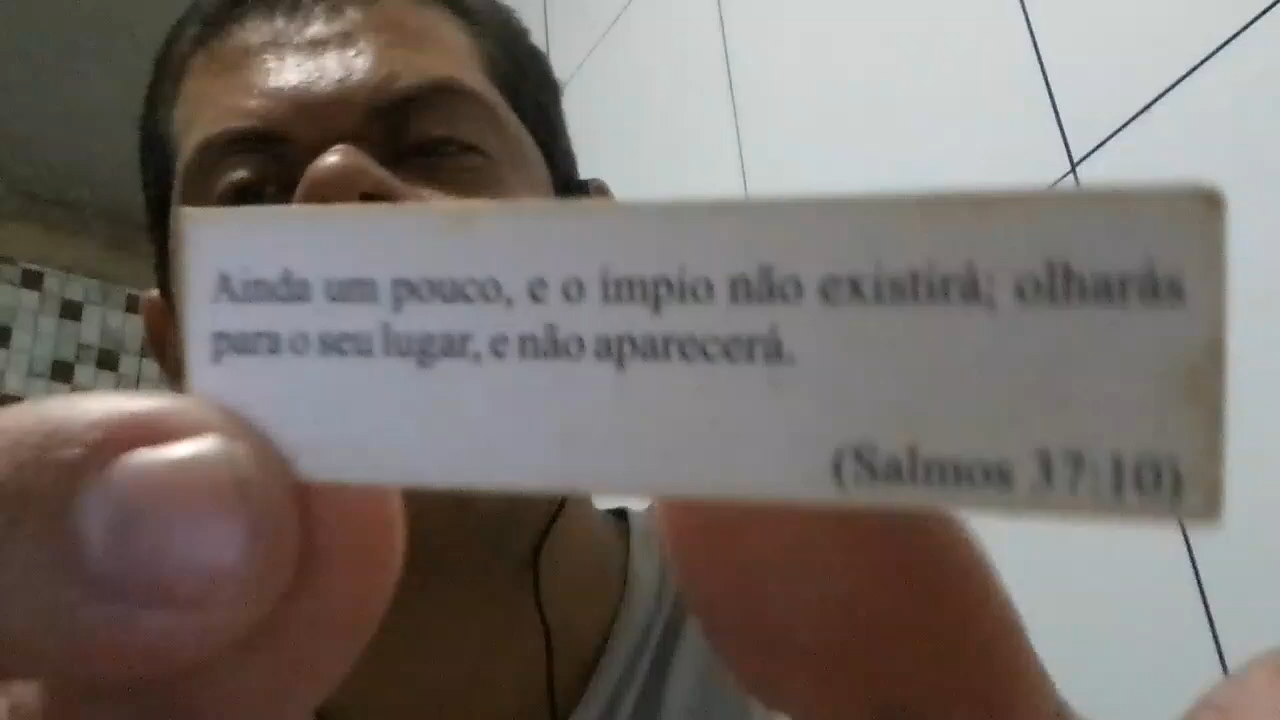 Ainda um pouco, e o ímpio não existirá; olharás
para o seu lugar, e não aparecerá.
(Salmos 37:10)